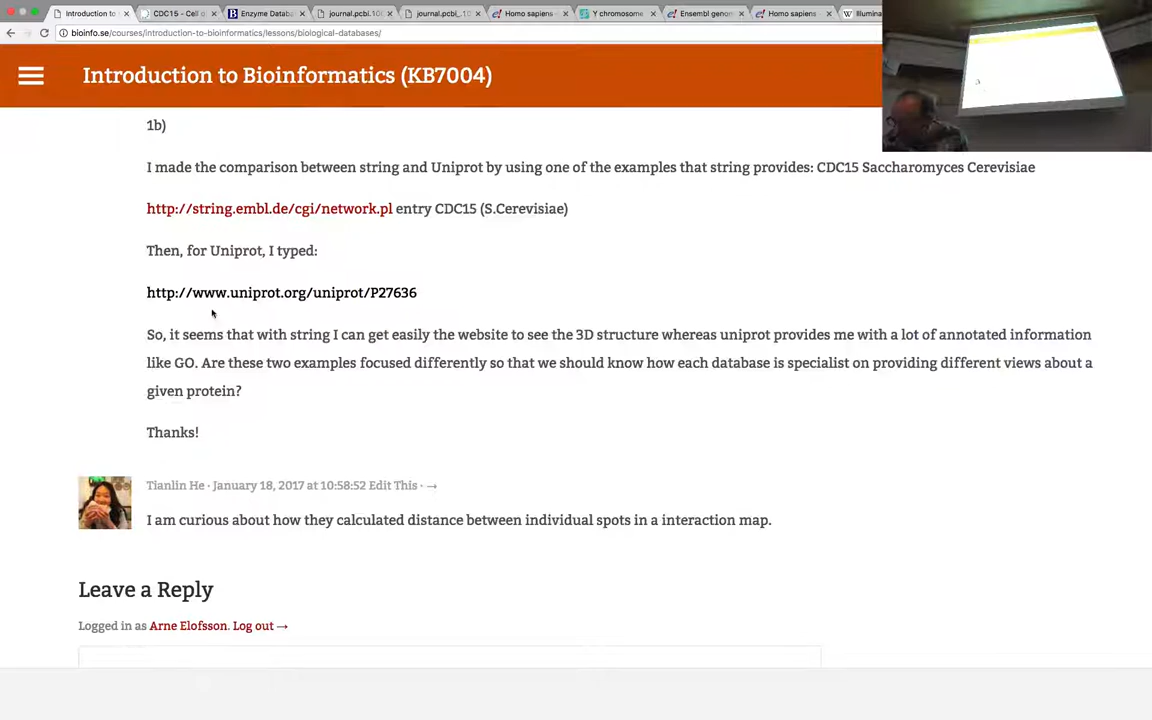 Introduction to
CDC15 - Cell
Enzyme Datab
journal.pcbi.10
journal.pcbi_.10
Homo sapiens
Y chromosome
Ensembl genom
Homo sapiens
Illumina
bioinfo.se/courses/introduction-to-bioinformatics/lessons/biological-databases/
Introduction to Bioinformatics (KB7004)
1b)
I made the comparison between string and Uniprot by using one of the examples that string provides: CDC15 Saccharomyces Cerevisiae
http://string.embl.de/cgi/network.pl entry CDC15 (S.Cerevisiae)
Then, for Uniprot, I typed:
http://www.uniprot.org/uniprot/P27636
So, it seems that with string I can get easily the website to see the 3D structure whereas uniprot provides me with a lot of annotated information
like GO. Are these two examples focused differently so that we should know how each database is specialist on providing different views about a
given protein?
Thanks!
Tianlin He · January 18, 2017 at 10:58:52 Edit This · →
I am curious about how they calculated distance between individual spots in a interaction map.
Leave a Reply
Logged in as Arne Elofsson. Log out →